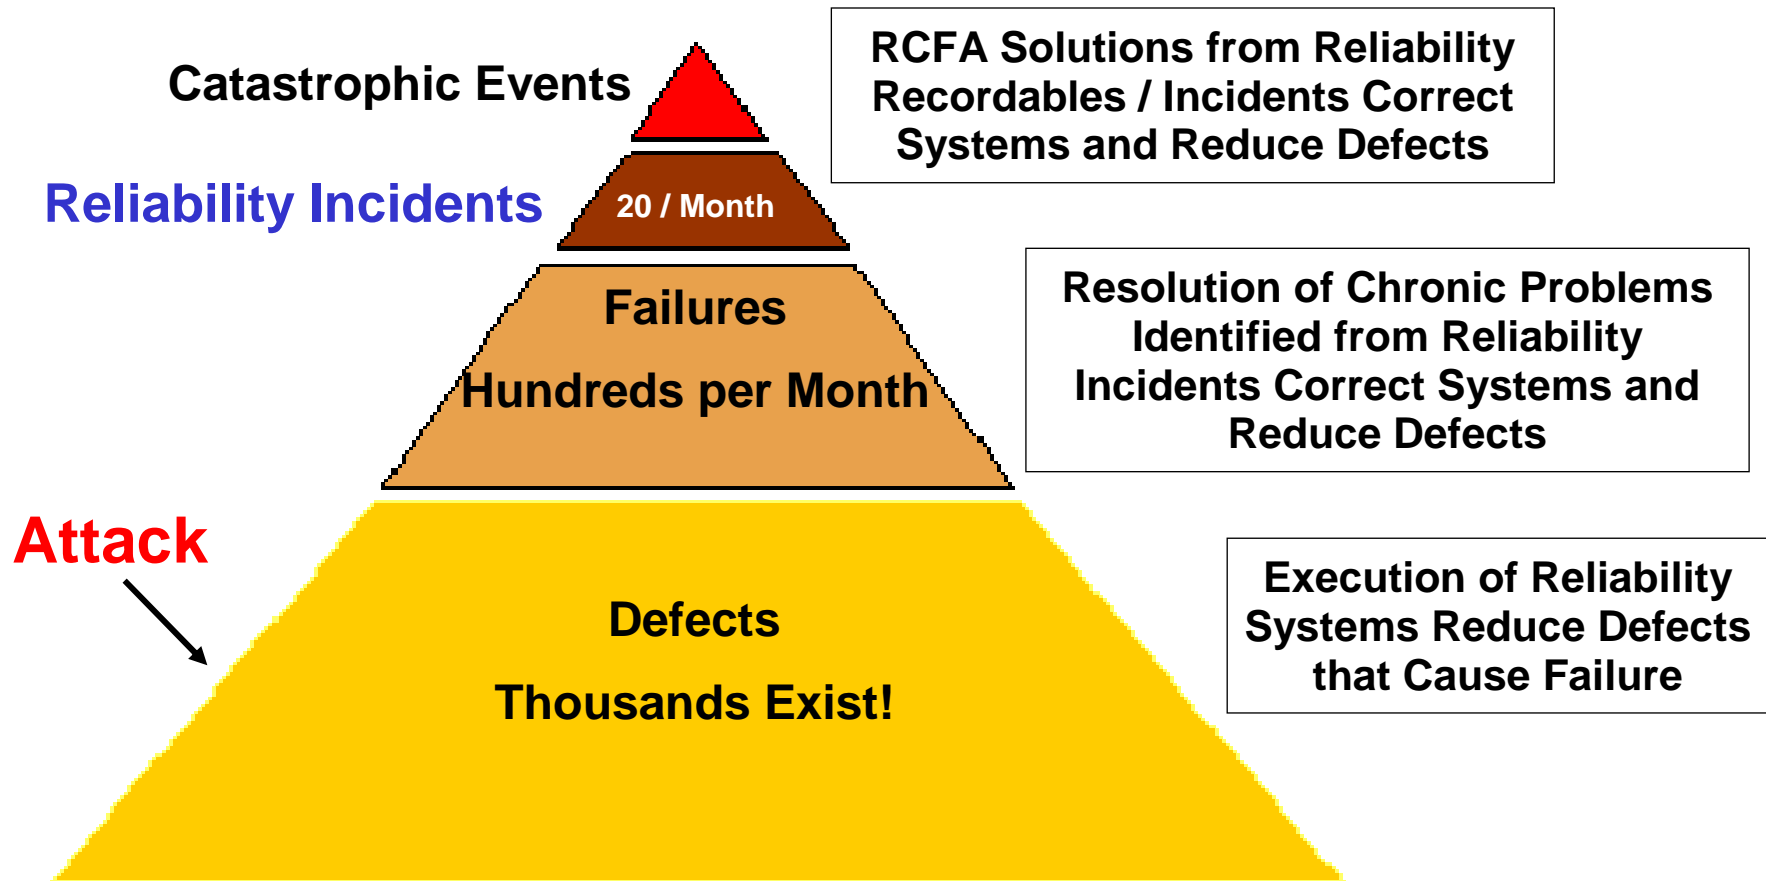 Catastrophic Events
RCFA Solutions from Reliability
Recordables / Incidents Correct
Systems and Reduce Defects
Reliability Incidents
20 / Month
Failures
Hundreds per Month
Resolution of Chronic Problems
Identified from Reliability
Incidents Correct Systems and
Reduce Defects
Attack
Defects
Thousands Exist!
Execution of Reliability
Systems Reduce Defects
that Cause Failure